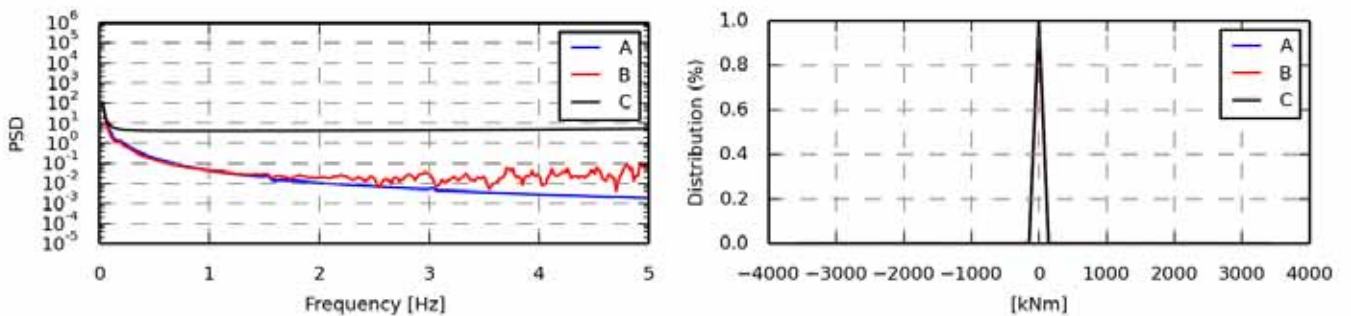 10^6
10^5
10^4
10^3
10^2
10^1
10^0
10^-1
10^-2
10^-3
10^-4
10^-5
PSD
0 1 2 3 4 5
Frequency [Hz]
A
B
C
1.0
0.8
0.6
0.4
0.2
0.0
Distribution (%)
−4000 −3000 −2000 −1000 0 1000 2000 3000 4000
[kNm]
A
B
C